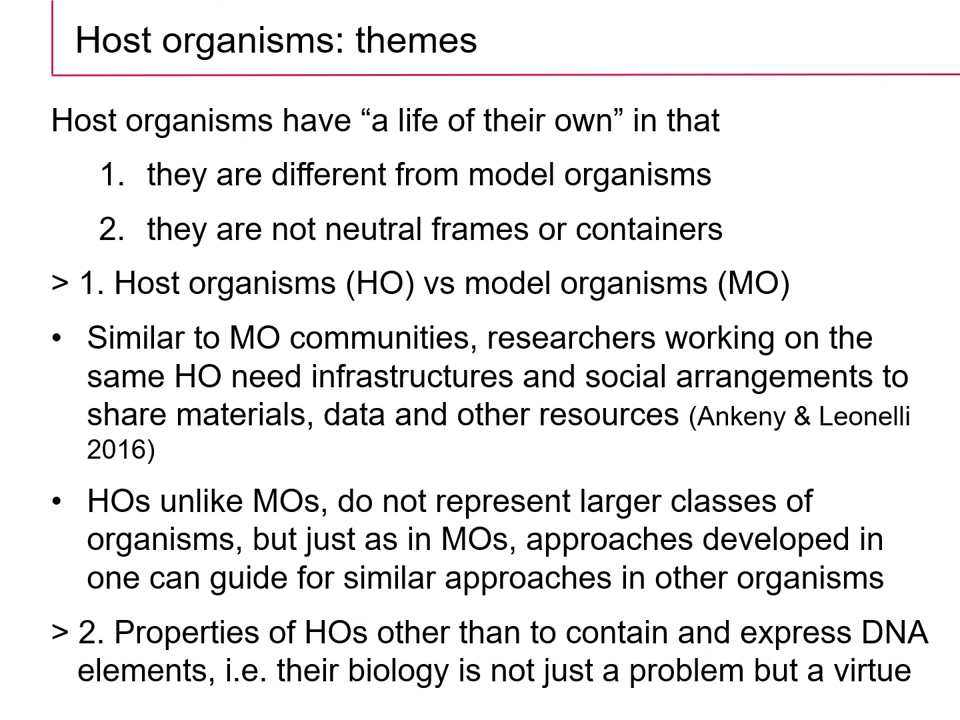 Host organisms: themes
Host organisms have “a life of their own” in that
1. they are different from model organisms
2. they are not neutral frames or containers
> 1. Host organisms (HO) vs model organisms (MO)
• Similar to MO communities, researchers working on the
same HO need infrastructures and social arrangements to
share materials, data and other resources (Ankeny & Leonelli
2016)
• HOs unlike MOs, do not represent larger classes of
organisms, but just as in MOs, approaches developed in
one can guide for similar approaches in other organisms
> 2. Properties of HOs other than to contain and express DNA
elements, i.e. their biology is not just a problem but a virtue